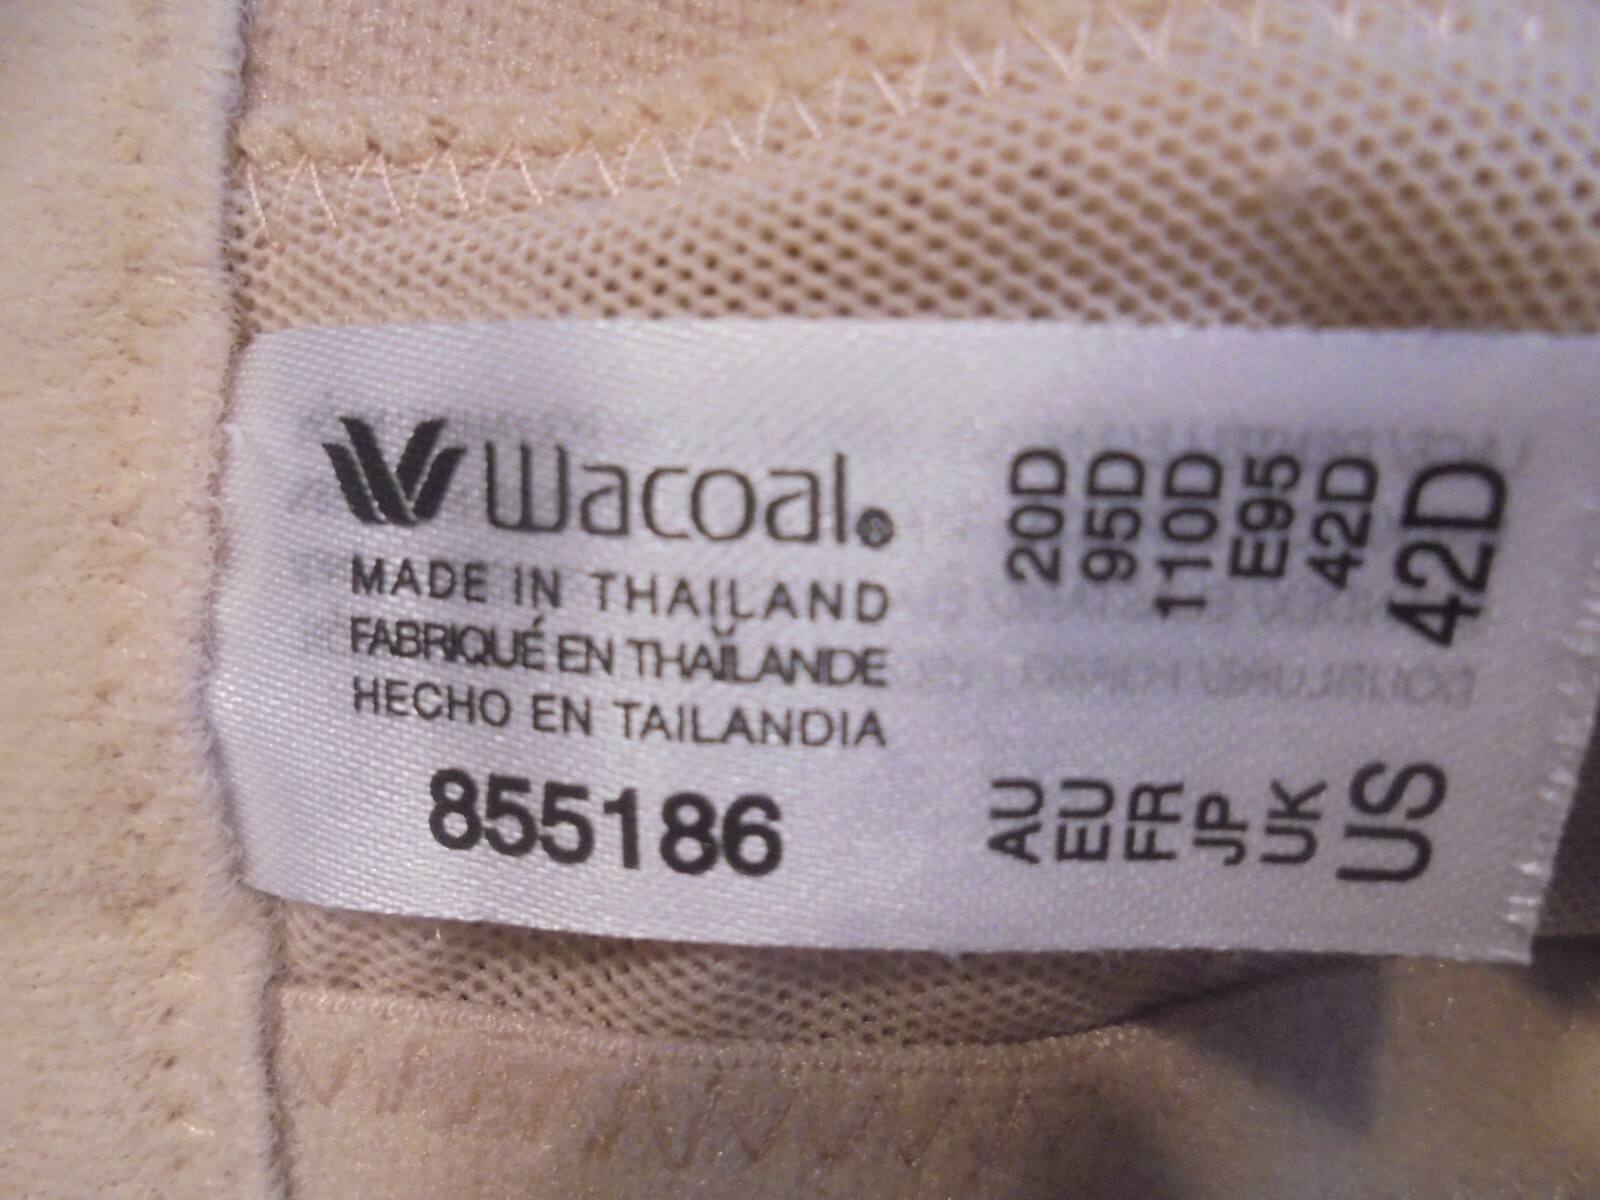 Wacoal®
MADE IN THAILAND
FABRIQUÉ EN THAÏLANDE
HECHO EN TAILANDIA
855186
AU 20D
EU 95D
FR 110D
JP E95
UK 42D
US 42D